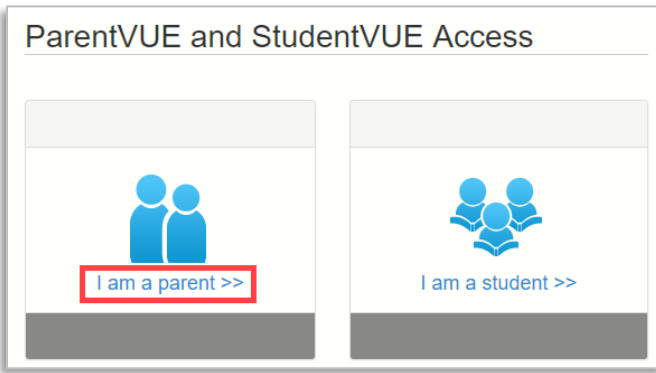 ParentVUE and StudentVUE Access
I am a parent >>
I am a student >>